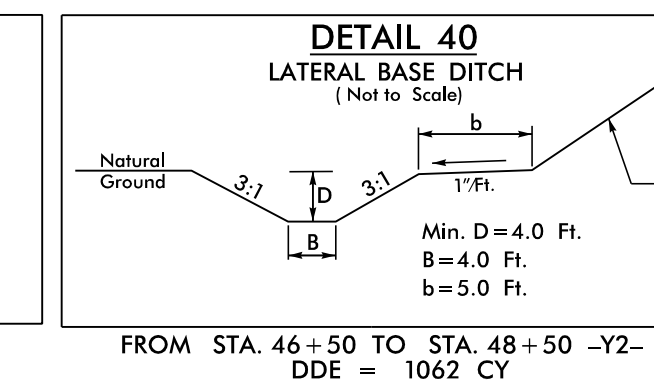 DETAIL 40
LATERAL BASE DITCH
( Not to Scale)
b
Natural
Ground
3:1
D
3:1
1"/Ft.
B
Min. D=4.0 Ft.
B=4.0 Ft.
b=5.0 Ft.
FROM STA. 46+50 TO STA. 48+50 -Y2-
DDE = 1062 CY